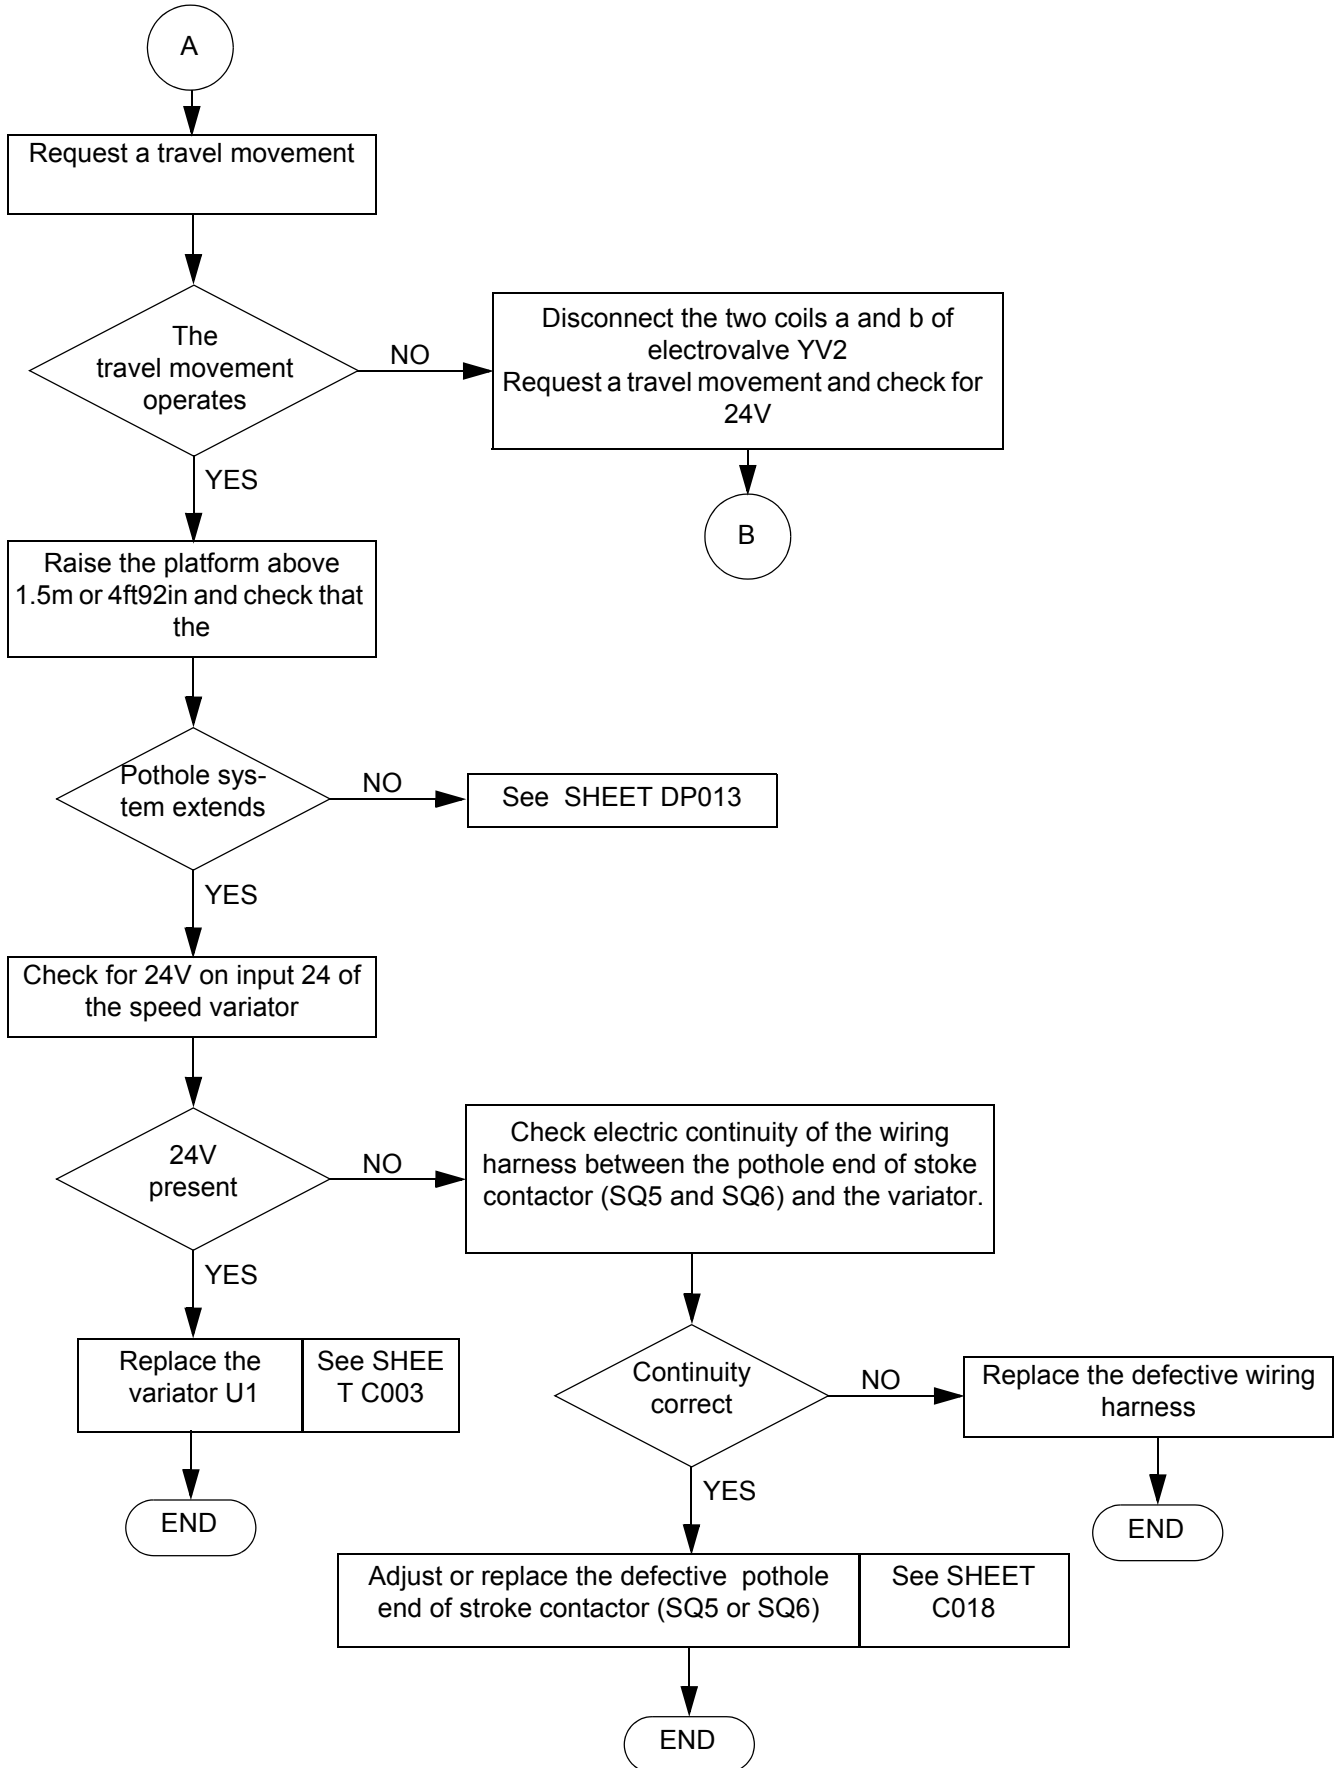 A
Request a travel movement
The
travel movement
operates
NO
Disconnect the two coils a and b of
electrovalve YV2
Request a travel movement and check for
24V
B
YES
Raise the platform above
1.5m or 4ft92in and check that
the
Pothole sys-
tem extends
NO
See SHEET DP013
YES
Check for 24V on input 24 of
the speed variator
24V
present
NO
Check electric continuity of the wiring
harness between the pothole end of stoke
contactor (SQ5 and SQ6) and the variator.
YES
Replace the
variator U1
See SHEE
T C003
END
Continuity
correct
NO
Replace the defective wiring
harness
END
YES
Adjust or replace the defective pothole
end of stroke contactor (SQ5 or SQ6)
See SHEET
C018
END